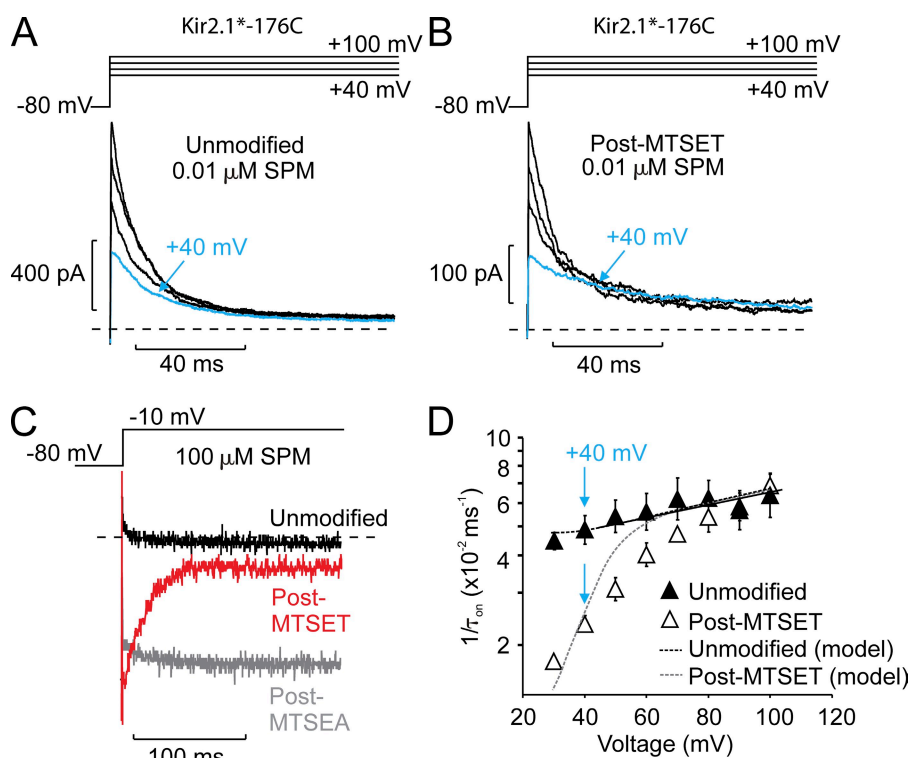 A
Kir2.1*-176C
+100 mV
+40 mV
-80 mV
Unmodified
0.01 μM SPM
+40 mV
400 pA
40 ms
B
Kir2.1*-176C
+100 mV
+40 mV
-80 mV
Post-MTSET
0.01 μM SPM
+40 mV
100 pA
40 ms
C
-10 mV
-80 mV
100 μM SPM
Unmodified
Post-
MTSET
Post-
MTSEA
100 ms
D
10
8
6
4
2
+40 mV
1/τon (x10-2 ms-1)
Unmodified
Post-MTSET
Unmodified (model)
Post-MTSET (model)
20 40 60 80 100 120
Voltage (mV)